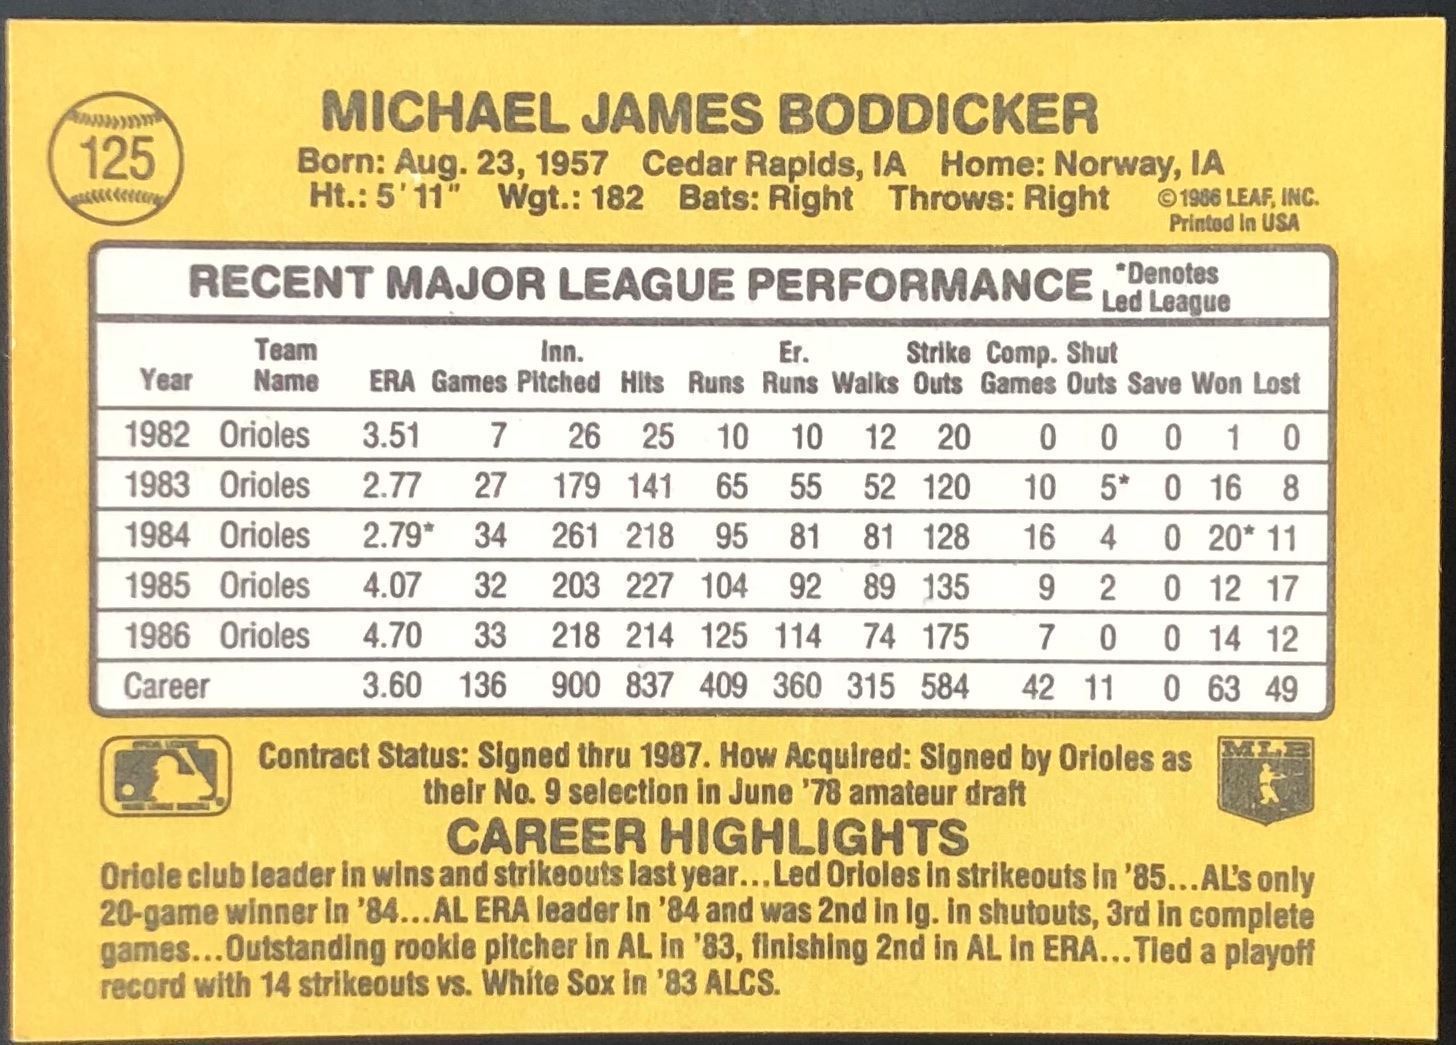 125
MICHAEL JAMES BODDICKER
Born: Aug. 23, 1957 Cedar Rapids, IA Home: Norway, IA
Ht.: 5'11" Wgt.: 182 Bats: Right Throws: Right ©1986 LEAF, INC.
Printed in USA
RECENT MAJOR LEAGUE PERFORMANCE *Denotes Led League
Year Team Name ERA Games Inn. Pitched Hits Runs Er. Runs Walks Strike Outs Comp. Games Shut Outs Save Won Lost
1982 Orioles 3.51 7 26 25 10 10 12 20 0 0 0 1 0
1983 Orioles 2.77 27 179 141 65 55 52 120 10 5* 0 16 8
1984 Orioles 2.79* 34 261 218 95 81 81 128 16 4 0 20* 11
1985 Orioles 4.07 32 203 227 104 92 89 135 9 2 0 12 17
1986 Orioles 4.70 33 218 214 125 114 74 175 7 0 0 14 12
Career 3.60 136 900 837 409 360 315 584 42 11 0 63 49
Contract Status: Signed thru 1987. How Acquired: Signed by Orioles as
their No. 9 selection in June '78 amateur draft
MLB
CAREER HIGHLIGHTS
Oriole club leader in wins and strikeouts last year...Led Orioles in strikeouts in '85...AL's only
20-game winner in '84...AL ERA leader in '84 and was 2nd in lg. in shutouts, 3rd in complete
games...Outstanding rookie pitcher in AL in '83, finishing 2nd in AL in ERA...Tied a playoff
record with 14 strikeouts vs. White Sox in '83 ALCS.